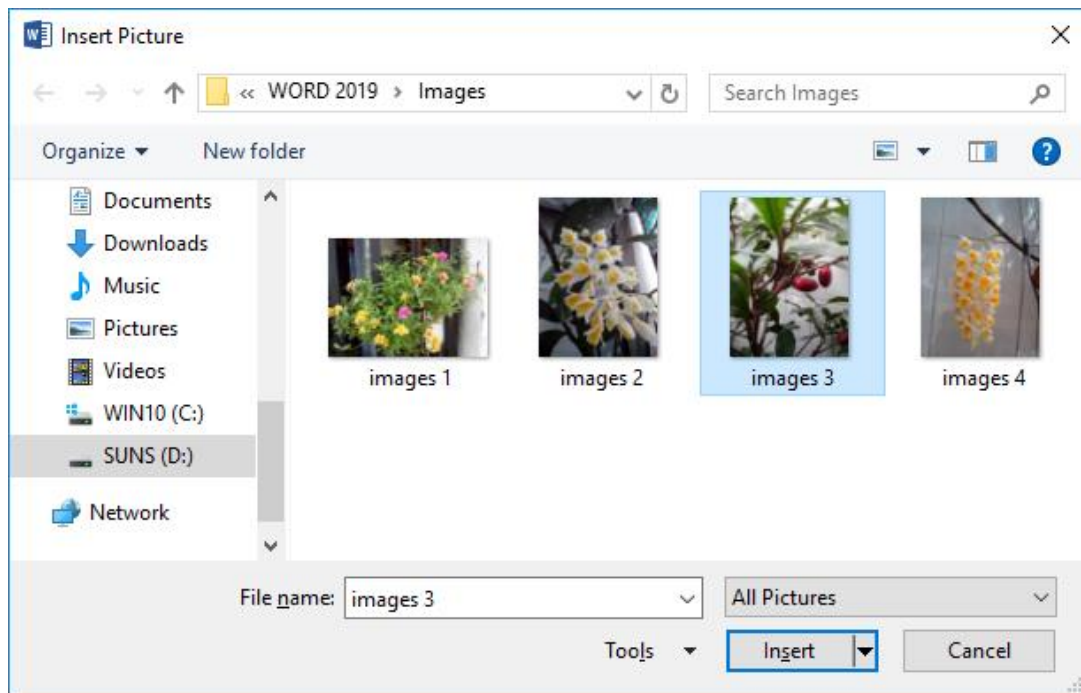 Insert Picture
« WORD 2019 › Images
Search Images
Organize
New folder
Documents
Downloads
Music
Pictures
Videos
WIN10 (C:)
SUNS (D:)
Network
images 1
images 2
images 3
images 4
File name: images 3
All Pictures
Tools
Insert
Cancel